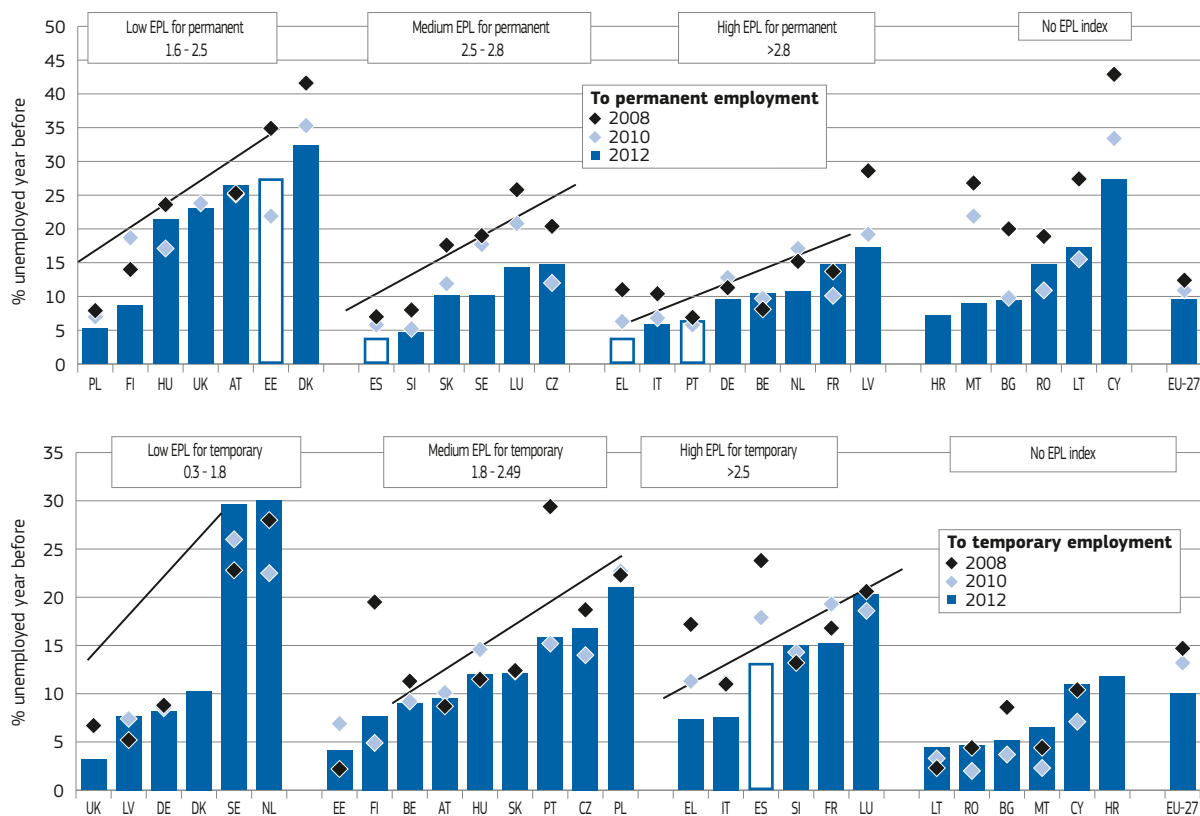 Low EPL for permanent
1.6 - 2.5
Medium EPL for permanent
2.5 - 2.8
High EPL for permanent
>2.8
No EPL index
50
45
40
35
30
25
20
15
10
5
0
% unemployed year before
To permanent employment
2008
2010
2012
PL FI HU UK AT EE DK ES SI SK SE LU CZ EL IT PT DE BE NL FR LV HR MT BG RO LT CY EU-27
Low EPL for temporary
0.3 - 1.8
Medium EPL for temporary
1.8 - 2.49
High EPL for temporary
>2.5
No EPL index
35
30
25
20
15
10
5
0
% unemployed year before
To temporary employment
2008
2010
2012
UK LV DE DK SE NL EE FI BE AT HU SK PT CZ PL EL IT ES SI FR LU LT RO BG MT CY HR EU-27